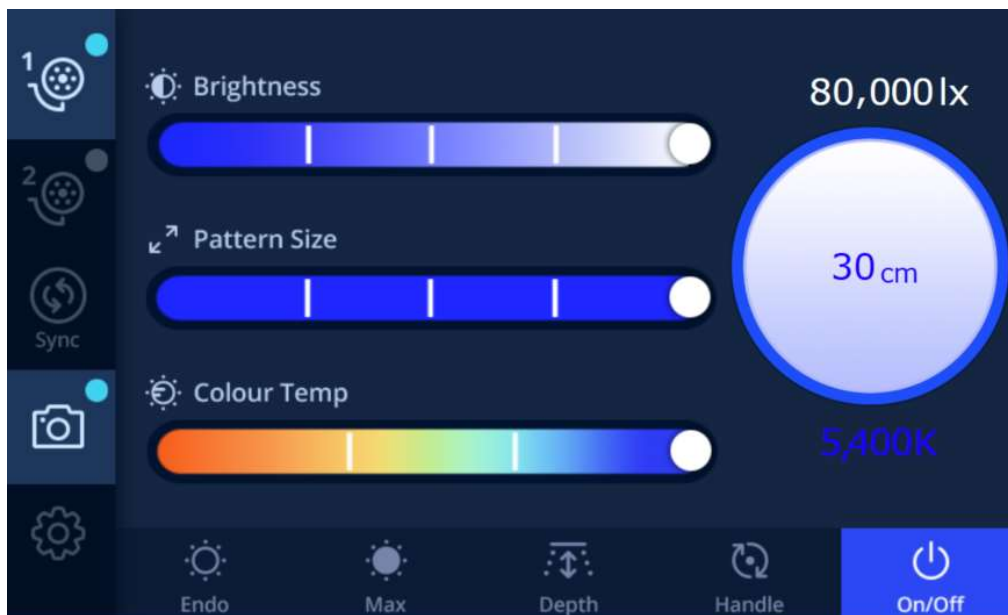 1
Brightness
80,000 lx
2
Pattern Size
30 cm
Sync
Colour Temp
5,400K
Endo
Max
Depth
Handle
On/Off